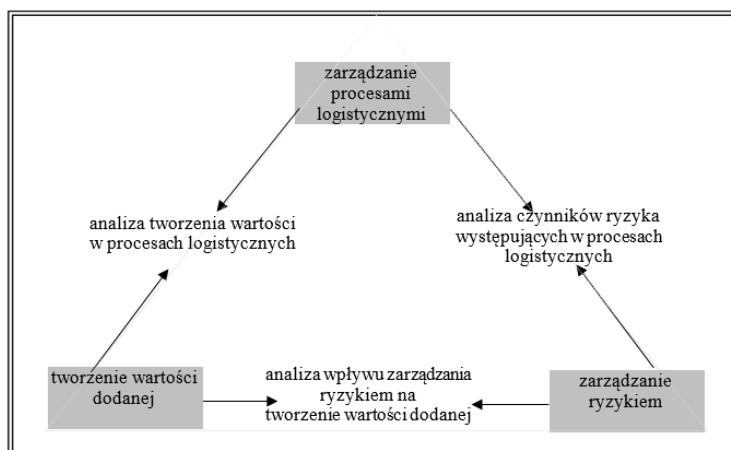 zarządzanie
procesami
logistycznymi
analiza tworzenia wartości
w procesach logistycznych
analiza czynników ryzyka
występujących w procesach
logistycznych
tworzenie wartości
dodanej
analiza wpływu zarządzania
ryzykiem na
tworzenie wartości dodanej
zarządzanie
ryzykiem